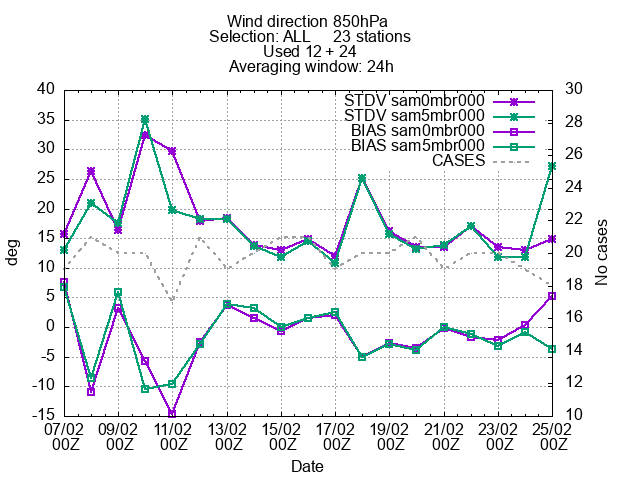 Wind direction 850hPa
Selection: ALL 23 stations
Used 12 + 24
Averaging window: 24h
STDV sam0mbr000
STDV sam5mbr000
BIAS sam0mbr000
BIAS sam5mbr000
CASES
deg
40
35
30
25
20
15
10
5
0
-5
-10
-15
30
28
26
24
22
20
18
16
14
12
10
No cases
07/02 09/02 11/02 13/02 15/02 17/02 19/02 21/02 23/02 25/02
00Z 00Z 00Z 00Z 00Z 00Z 00Z 00Z 00Z 00Z
Date